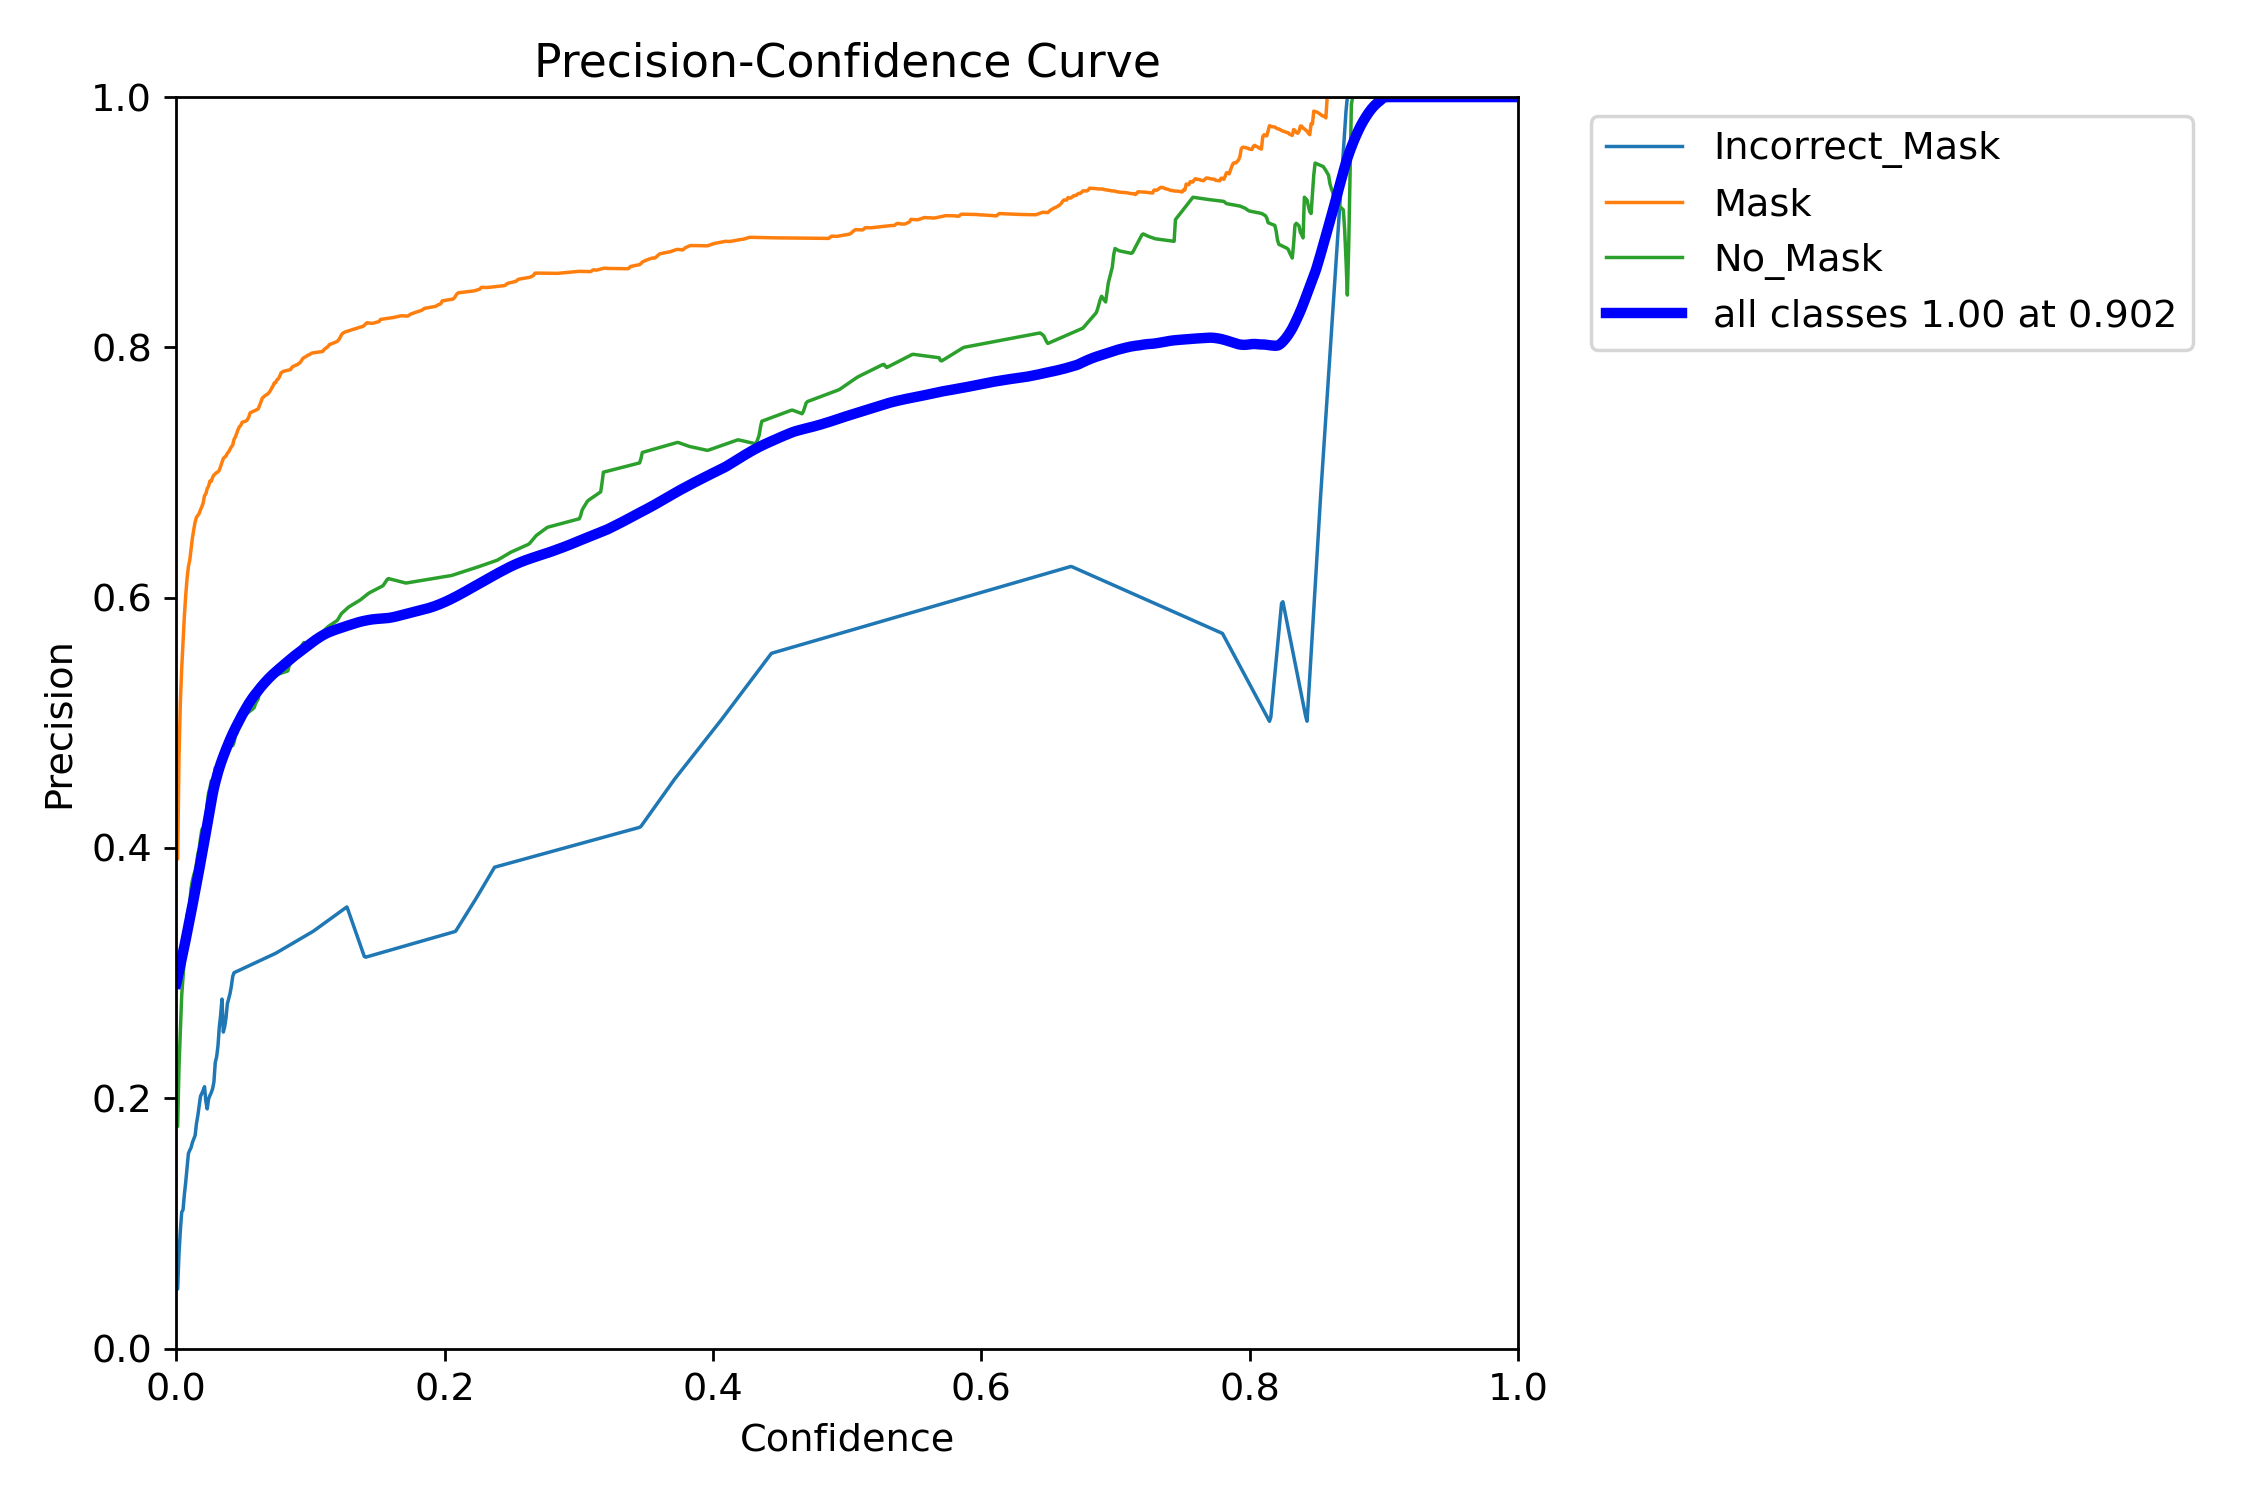 Precision-Confidence Curve
1.0
0.8
0.6
0.4
0.2
0.0
Precision
0.0 0.2 0.4 0.6 0.8 1.0
Confidence
Incorrect_Mask
Mask
No_Mask
all classes 1.00 at 0.902